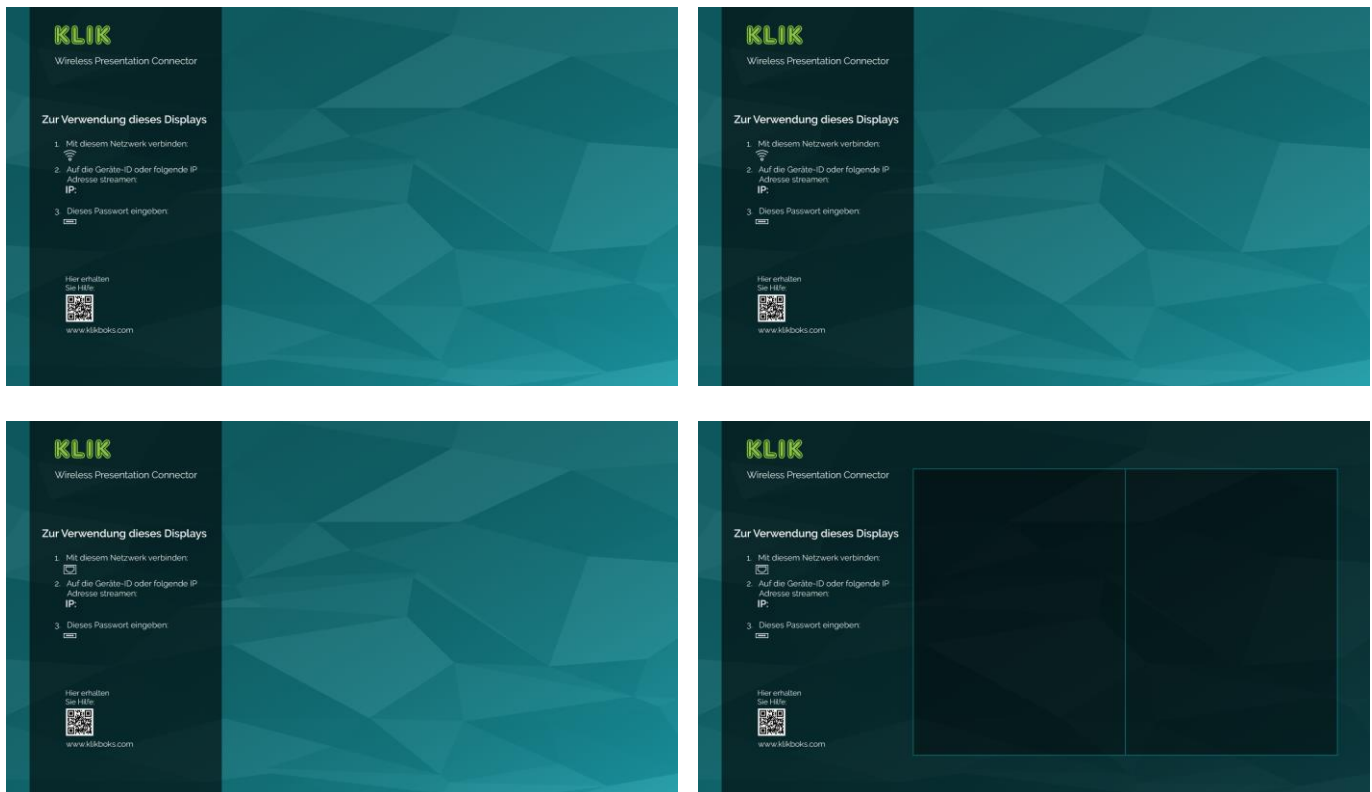 KLIK
Wireless Presentation Connector
Zur Verwendung dieses Displays
1. Mit diesem Netzwerk verbinden:
2. Auf die Geräte-ID oder folgende IP
Adresse streamen:
IP:
3. Dieses Passwort eingeben:
Hier erhalten
Sie Hilfe:
www.klikboks.com
KLIK
Wireless Presentation Connector
Zur Verwendung dieses Displays
1. Mit diesem Netzwerk verbinden:
2. Auf die Geräte-ID oder folgende IP
Adresse streamen:
IP:
3. Dieses Passwort eingeben:
Hier erhalten
Sie Hilfe:
www.klikboks.com
KLIK
Wireless Presentation Connector
Zur Verwendung dieses Displays
1. Mit diesem Netzwerk verbinden:
2. Auf die Geräte-ID oder folgende IP
Adresse streamen:
IP:
3. Dieses Passwort eingeben:
Hier erhalten
Sie Hilfe:
www.klikboks.com
KLIK
Wireless Presentation Connector
Zur Verwendung dieses Displays
1. Mit diesem Netzwerk verbinden:
2. Auf die Geräte-ID oder folgende IP
Adresse streamen:
IP:
3. Dieses Passwort eingeben:
Hier erhalten
Sie Hilfe:
www.klikboks.com